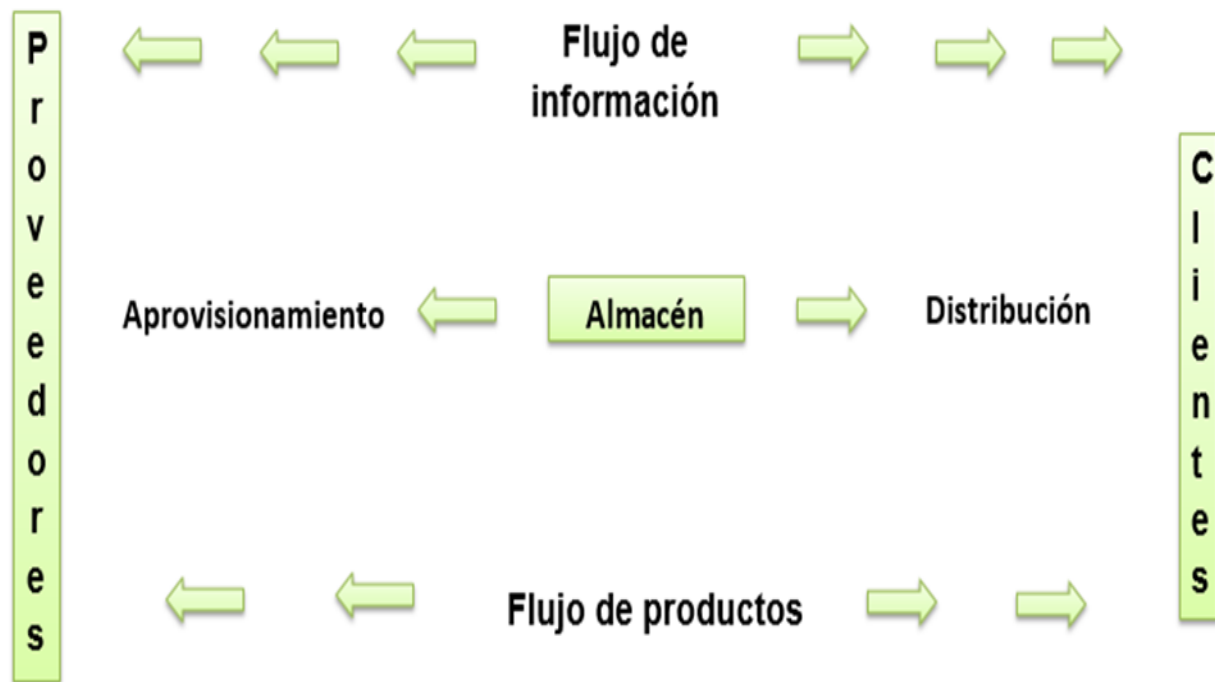 Proveedores
Flujo de
información
Clientes
Aprovisionamiento
Almacén
Distribución
Flujo de productos